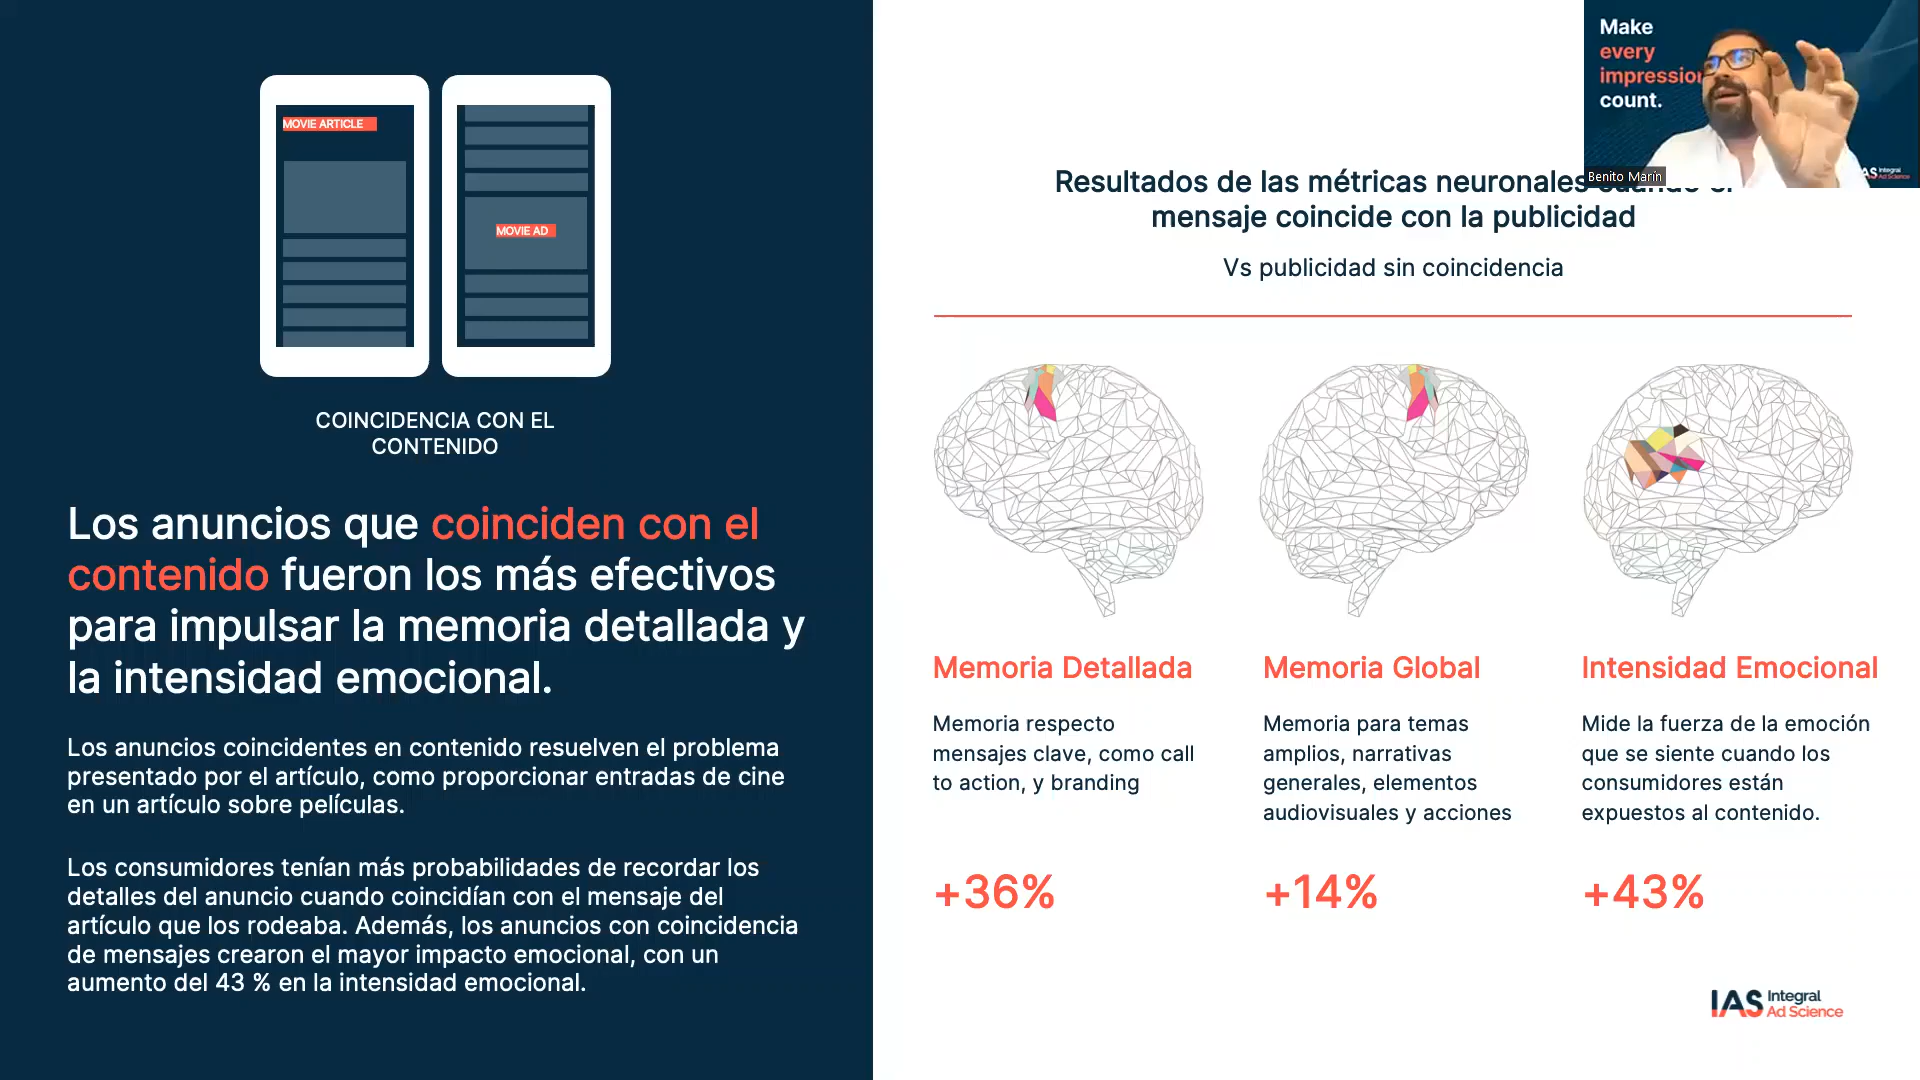 MOVIE ARTICLE
MOVIE AD
COINCIDENCIA CON EL
CONTENIDO
Los anuncios que coinciden con el
contenido fueron los más efectivos
para impulsar la memoria detallada y
la intensidad emocional.
Los anuncios coincidentes en contenido resuelven el problema
presentado por el artículo, como proporcionar entradas de cine
en un artículo sobre películas.
Los consumidores tenían más probabilidades de recordar los
detalles del anuncio cuando coincidían con el mensaje del
artículo que los rodeaba. Además, los anuncios con coincidencia
de mensajes crearon el mayor impacto emocional, con un
aumento del 43 % en la intensidad emocional.
Make
every
impression
count.
Benito Marín
IAS Integral
Ad Science
Resultados de las métricas neuronales
mensaje coincide con la publicidad
Vs publicidad sin coincidencia
Memoria Detallada
Memoria respecto
mensajes clave, como call
to action, y branding
+36%
Memoria Global
Memoria para temas
amplios, narrativas
generales, elementos
audiovisuales y acciones
+14%
Intensidad Emocional
Mide la fuerza de la emoción
que se siente cuando los
consumidores están
expuestos al contenido.
+43%
IAS Integral
Ad Science